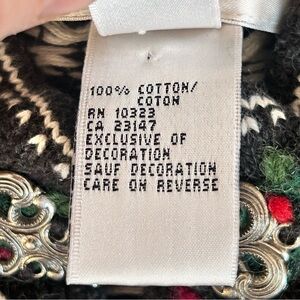 100% COTTON/
COTON
RN 10323
CA 23147
EXCLUSIVE OF
DECORATION
SAUF DECORATION
CARE ON REVERSE